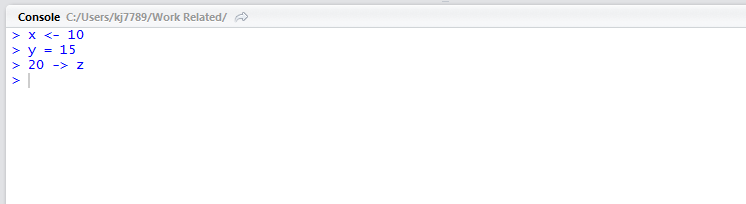 Console C:/Users/kj7789/Work Related/
> x <- 10
> y = 15
> 20 -> z
>